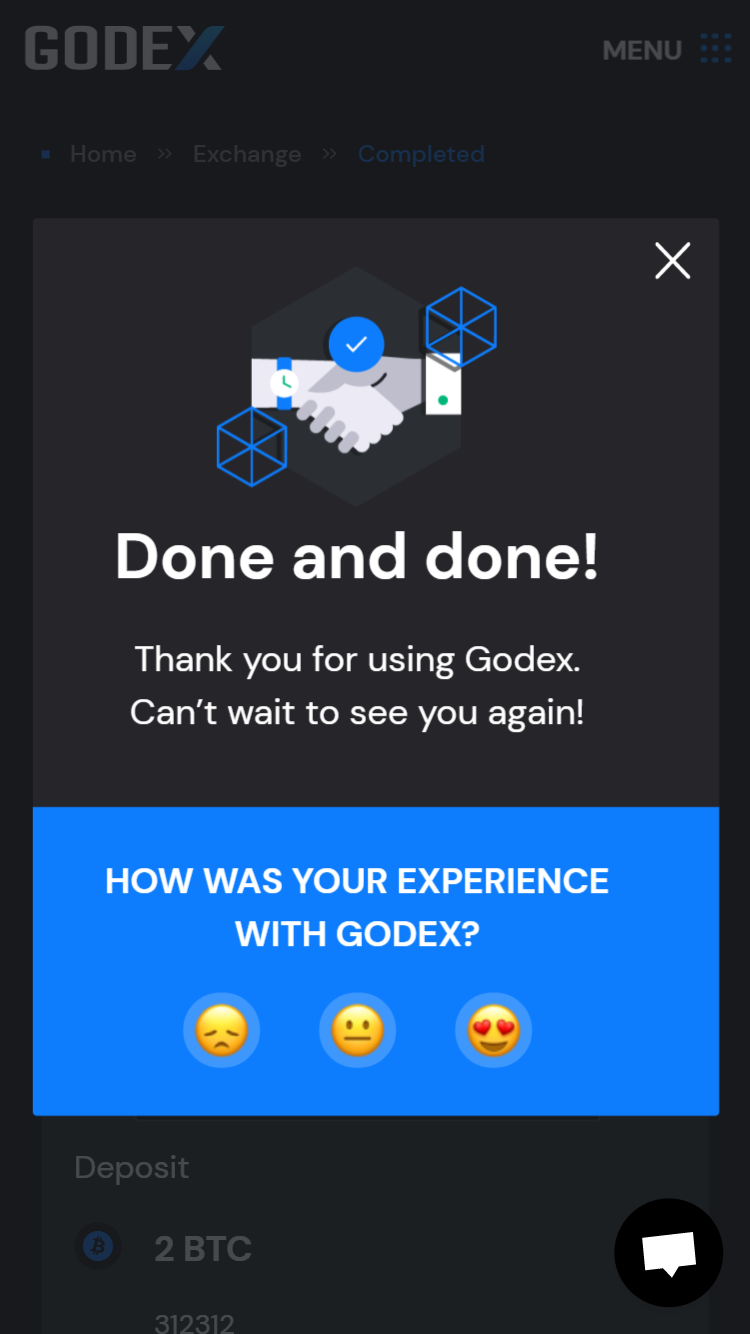 GODEX
MENU
Home » Exchange » Completed
Done and done!
Thank you for using Godex.
Can’t wait to see you again!
HOW WAS YOUR EXPERIENCE
WITH GODEX?
Deposit
2 BTC
312312